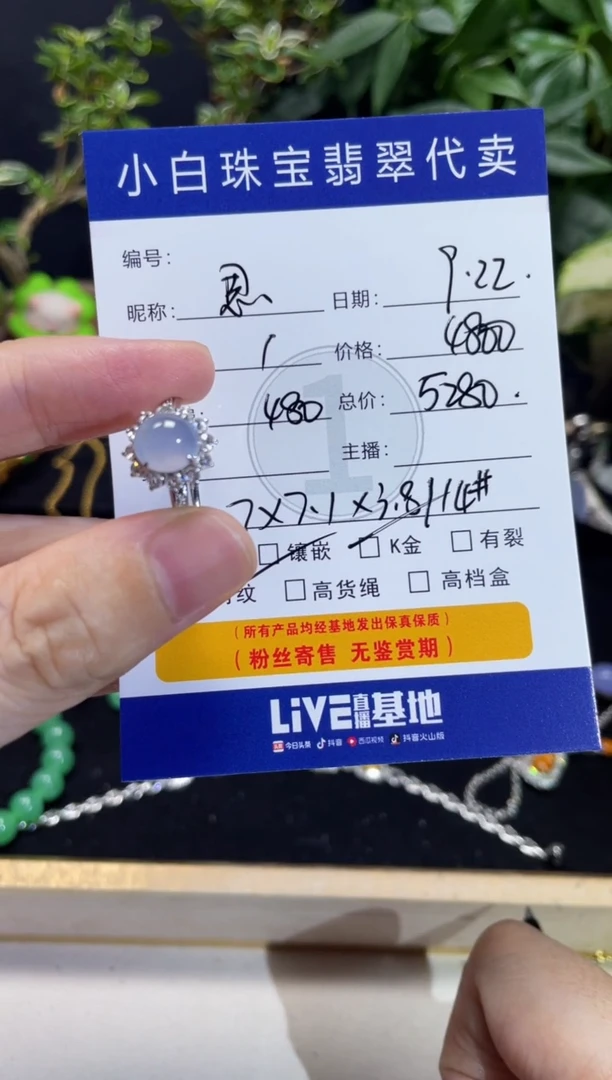 小白珠宝翡翠代卖
编号：
昵称： 恩 日期： 9.22.
1 价格： 4800
480 总价： 5280.
主播：
7×7.1×3.8/14#
镶嵌 K金 有裂
纹 高货绳 高档盒
（所有产品均经基地发出保真保质）
（粉丝寄售 无鉴赏期）
LiVE直播基地
头条 今日头条 抖音 西瓜视频 抖音火山版
1